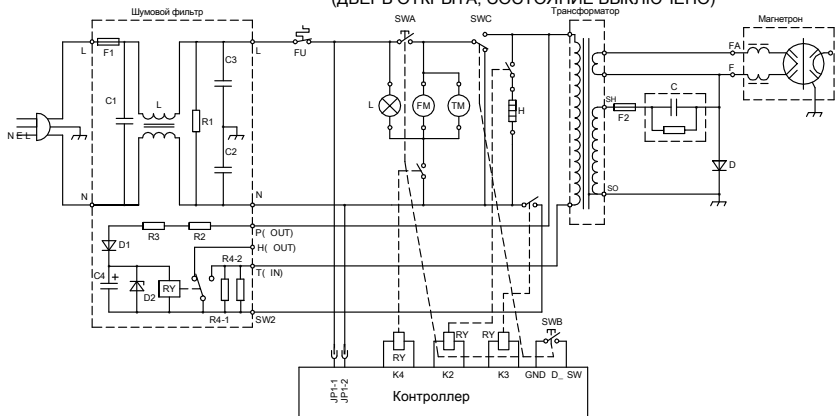 (ДВЕРЬ ОТКРЫТА, СОСТОЯНИЕ ВЫКЛЮЧЕНО)
Шумовой фильтр
SWA
SWC
Трансформатор
Магнетрон
L
F1
L
FU
C3
FA
F
C1
L
R1
L
FM
TM
H
SH
F2
C
N E L
C2
D
N
N
SO
R3
R2
P( OUT)
H( OUT)
D1
R4-2
T( IN)
C4
+
D2
RY
R4-1
SW2
SWB
RY
RY
RY
K4
K2
K3
GND
D_ SW
JP1-1
JP1-2
Контроллер